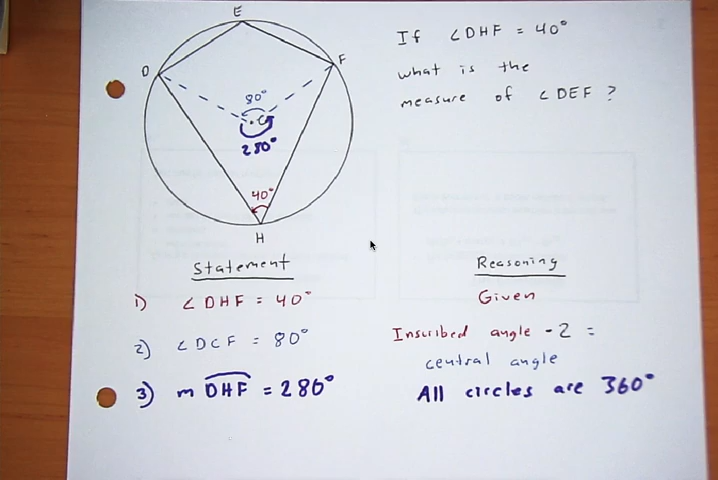 E
D
F
80°
C
280°
40°
H
If ∠DHF = 40°
what is the
measure of ∠DEF ?
Statement
Reasoning
1) ∠DHF = 40°
Given
2) ∠DCF = 80°
Inscribed angle · 2 =
central angle
3) m DHF = 280°
All circles are 360°